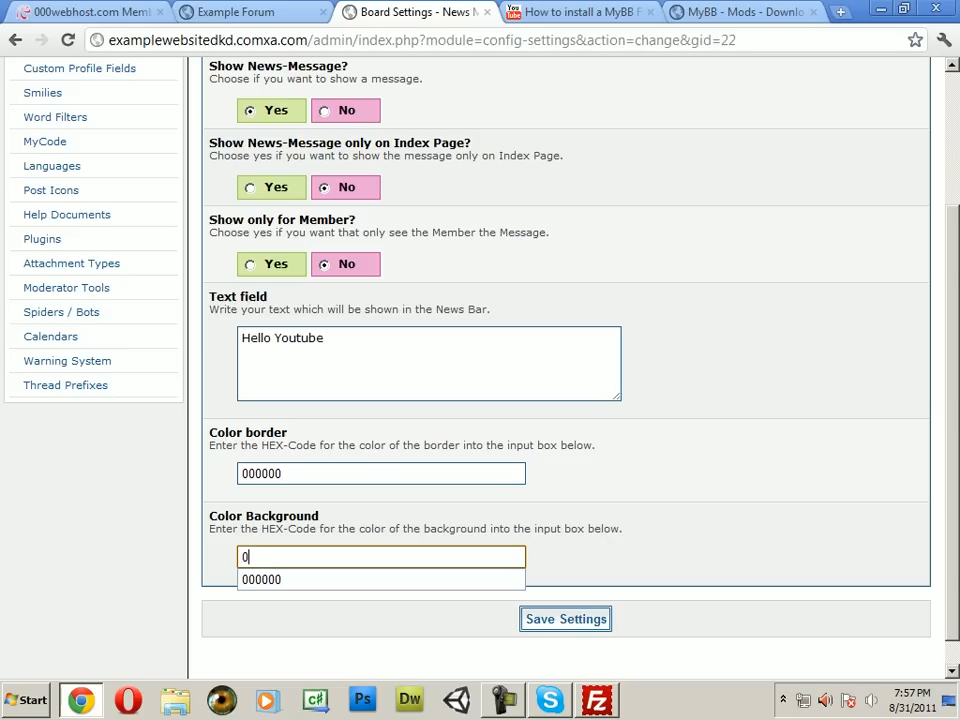 000webhost.com Mem
Example Forum
Board Settings - News M
How to install a MyBB F
MyBB - Mods - Downlo
examplewebsitedkd.comxa.com/admin/index.php?module=config-settings&action=change&gid=22
Custom Profile Fields
Smilies
Word Filters
MyCode
Languages
Post Icons
Help Documents
Plugins
Attachment Types
Moderator Tools
Spiders / Bots
Calendars
Warning System
Thread Prefixes
Show News-Message?
Choose if you want to show a message.
Yes No
Show News-Message only on Index Page?
Choose yes if you want to show the message only on Index Page.
Yes No
Show only for Member?
Choose yes if you want that only see the Member the Message.
Yes No
Text field
Write your text which will be shown in the News Bar.
Hello Youtube
Color border
Enter the HEX-Code for the color of the border into the input box below.
000000
Color Background
Enter the HEX-Code for the color of the background into the input box below.
0
000000
Save Settings
Start
Ps
Dw
7:57 PM
8/31/2011